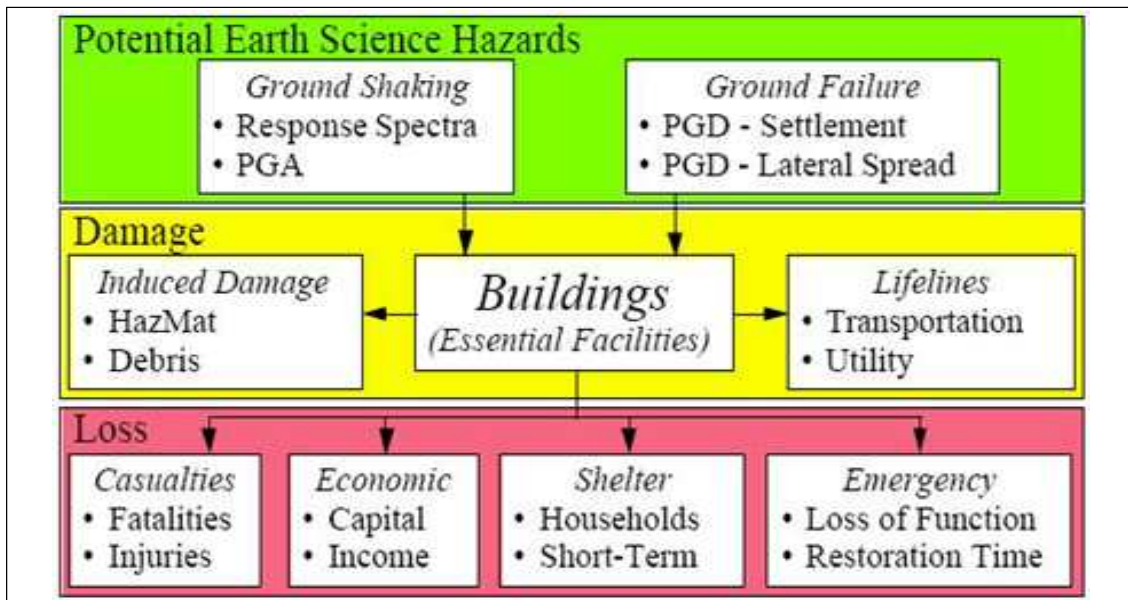 Potential Earth Science Hazards
Ground Shaking
• Response Spectra
• PGA
Ground Failure
• PGD - Settlement
• PGD - Lateral Spread
Damage
Induced Damage
• HazMat
• Debris
Buildings
(Essential Facilities)
Lifelines
• Transportation
• Utility
Loss
Casualties
• Fatalities
• Injuries
Economic
• Capital
• Income
Shelter
• Households
• Short-Term
Emergency
• Loss of Function
• Restoration Time